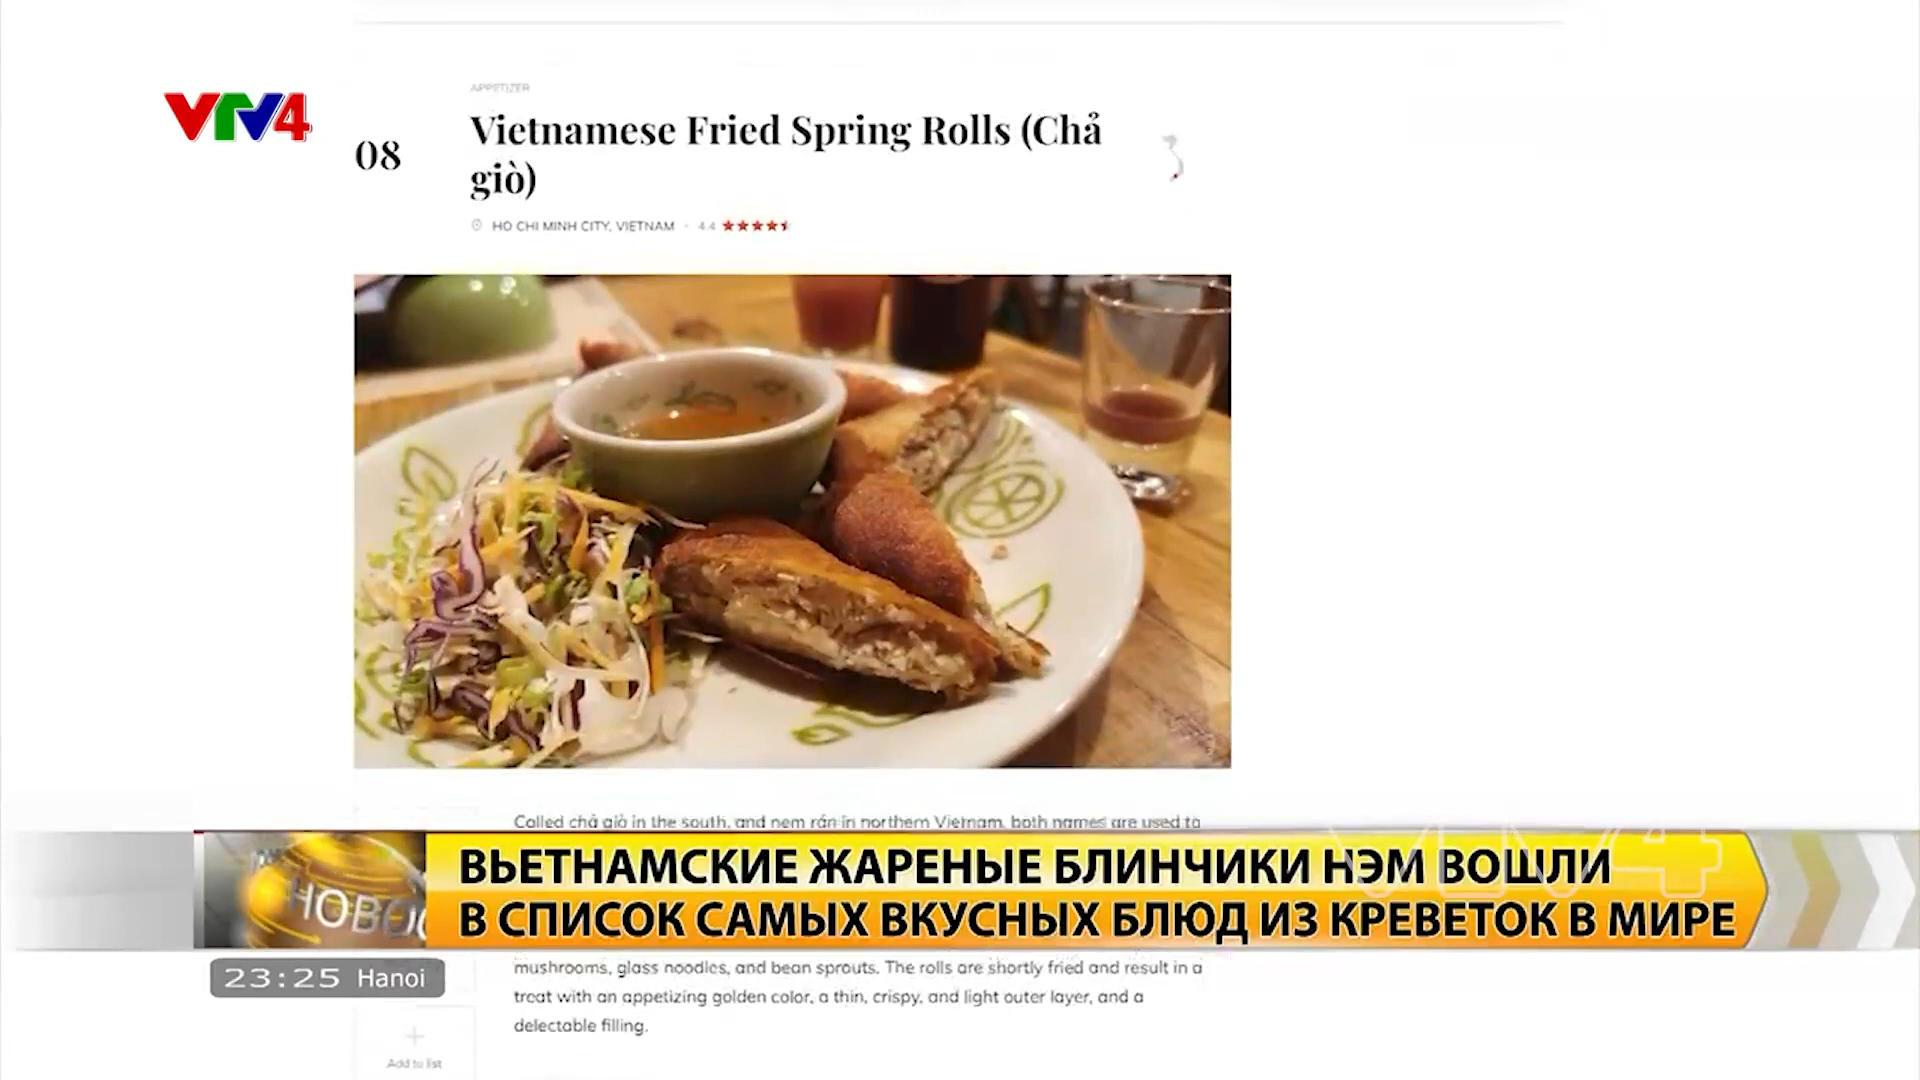 APPETIZER
VTV4
08
Vietnamese Fried Spring Rolls (Chả
giò)
HO CHI MINH CITY, VIETNAM · 4.4
Called chả giò in the south, and nem rán in northern Vietnam, both names are used to
VTV4
ВЬЕТНАМСКИЕ ЖАРЕНЫЕ БЛИНЧИКИ НЭМ ВОШЛИ
НОВОС
В СПИСОК САМЫХ ВКУСНЫХ БЛЮД ИЗ КРЕВЕТОК В МИРЕ
23:25 Hanoi
mushrooms, glass noodles, and bean sprouts. The rolls are shortly fried and result in a
treat with an appetizing golden color, a thin, crispy, and light outer layer, and a
delectable filling.
Add to list